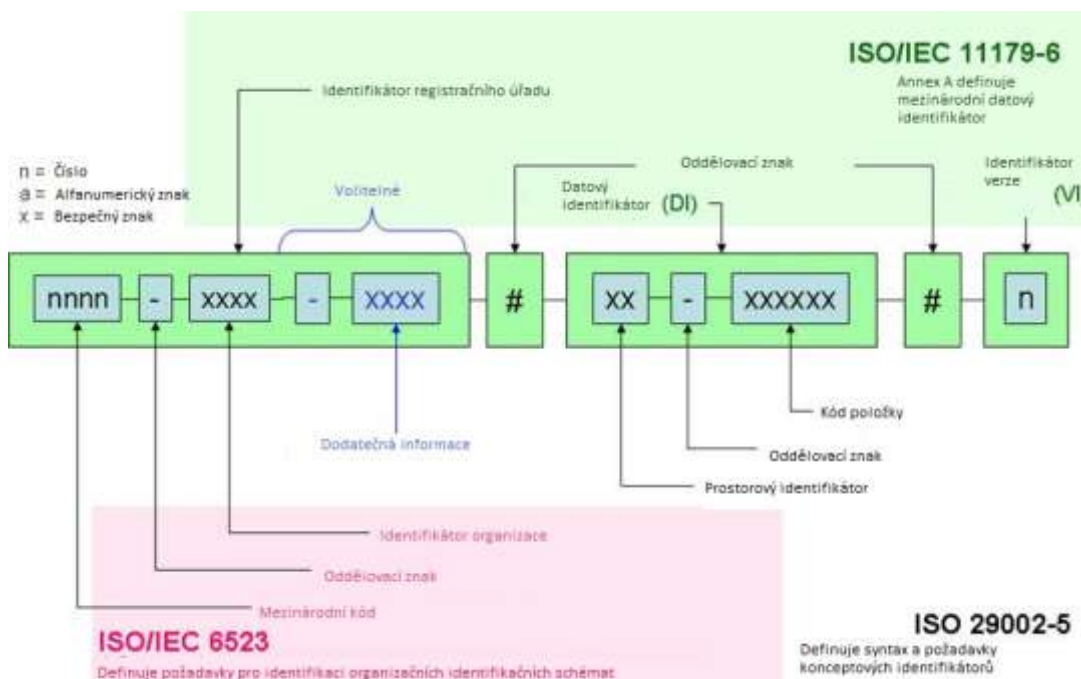 ISO/IEC 11179-6
Annex A definuje
mezinárodní datový
identifikátor
Identifikátor registračního úřadu
n = Číslo
a = Alfanumerický znak
x = Bezpečný znak
Volitelné
Oddělovací znak
Datový
identifikátor (DI)
Identifikátor
verze
(VI
nnnn - xxxx - xxxx # xx - xxxxxx # n
Kód položky
Dodatečná informace
Oddělovací znak
Prostorový identifikátor
Identifikátor organizace
Oddělovací znak
Mezinárodní kód
ISO/IEC 6523
Definuje požadavky pro identifikaci organizačních identifikačních schémat
ISO 29002-5
Definuje syntax a požadavky
konceptových identifikátorů